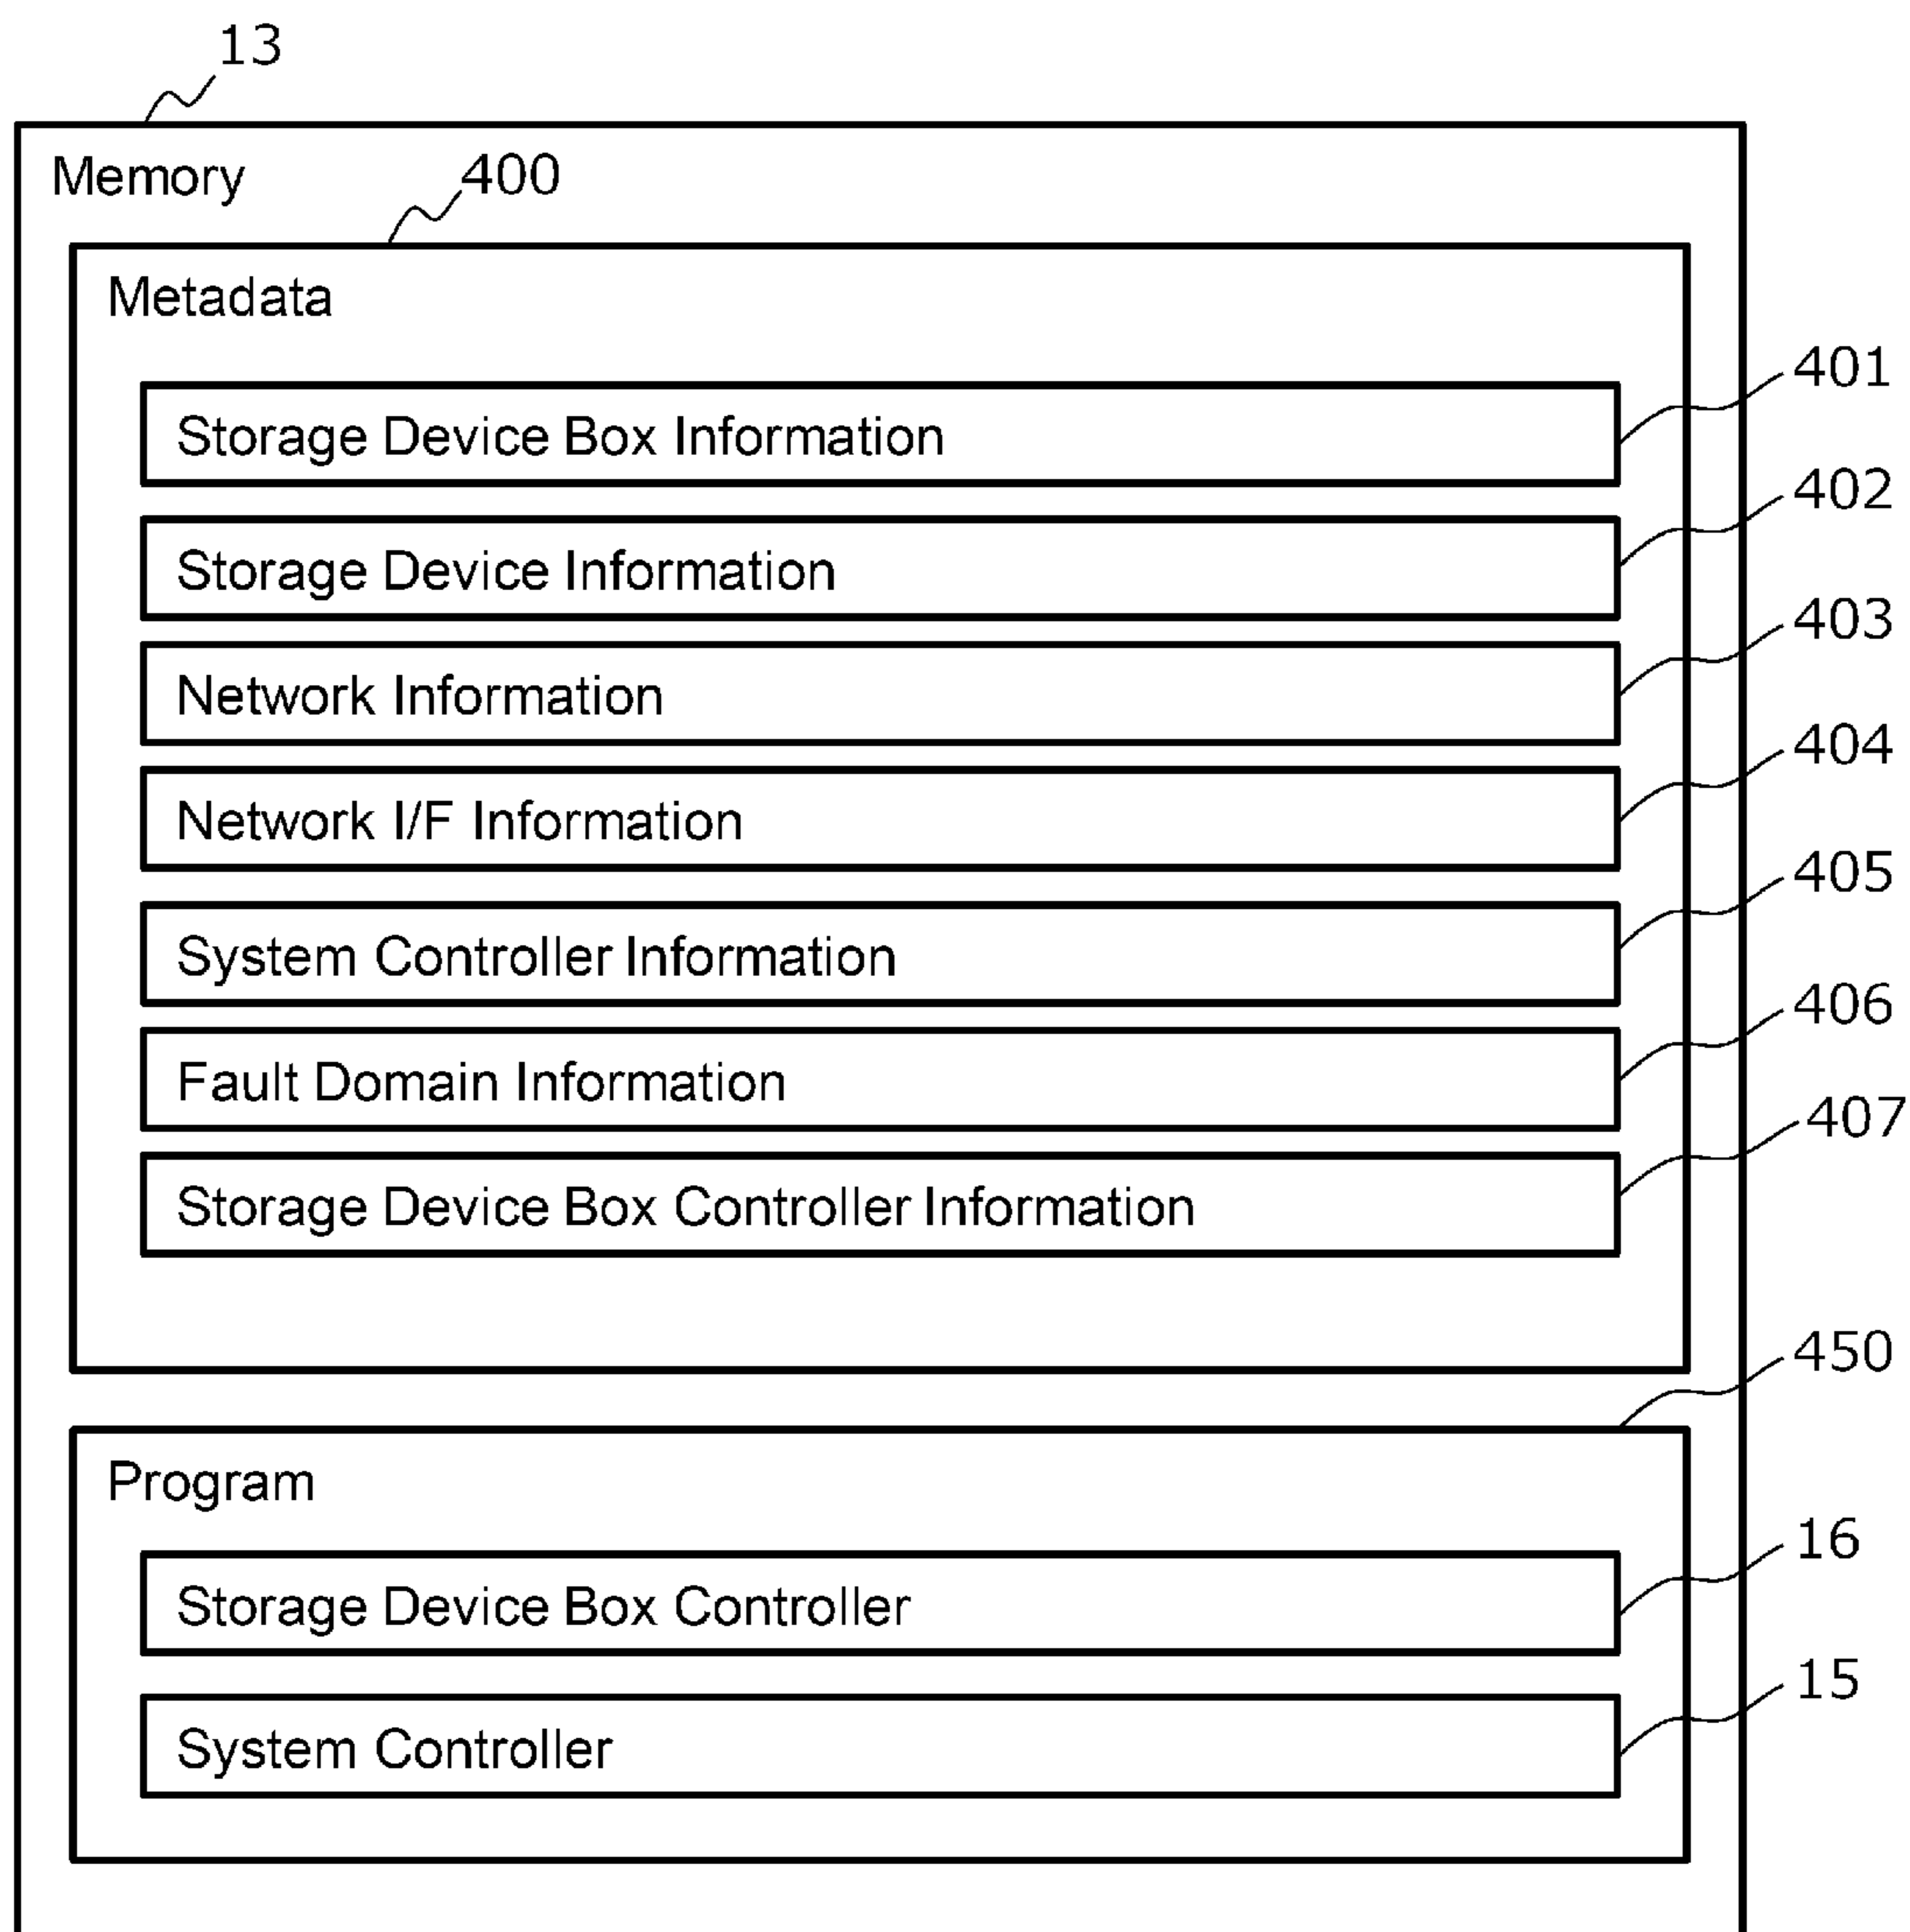 13
Memory
400
Metadata
401
Storage Device Box Information
402
Storage Device Information
403
Network Information
404
Network I/F Information
405
System Controller Information
406
Fault Domain Information
407
Storage Device Box Controller Information
450
Program
16
Storage Device Box Controller
15
System Controller